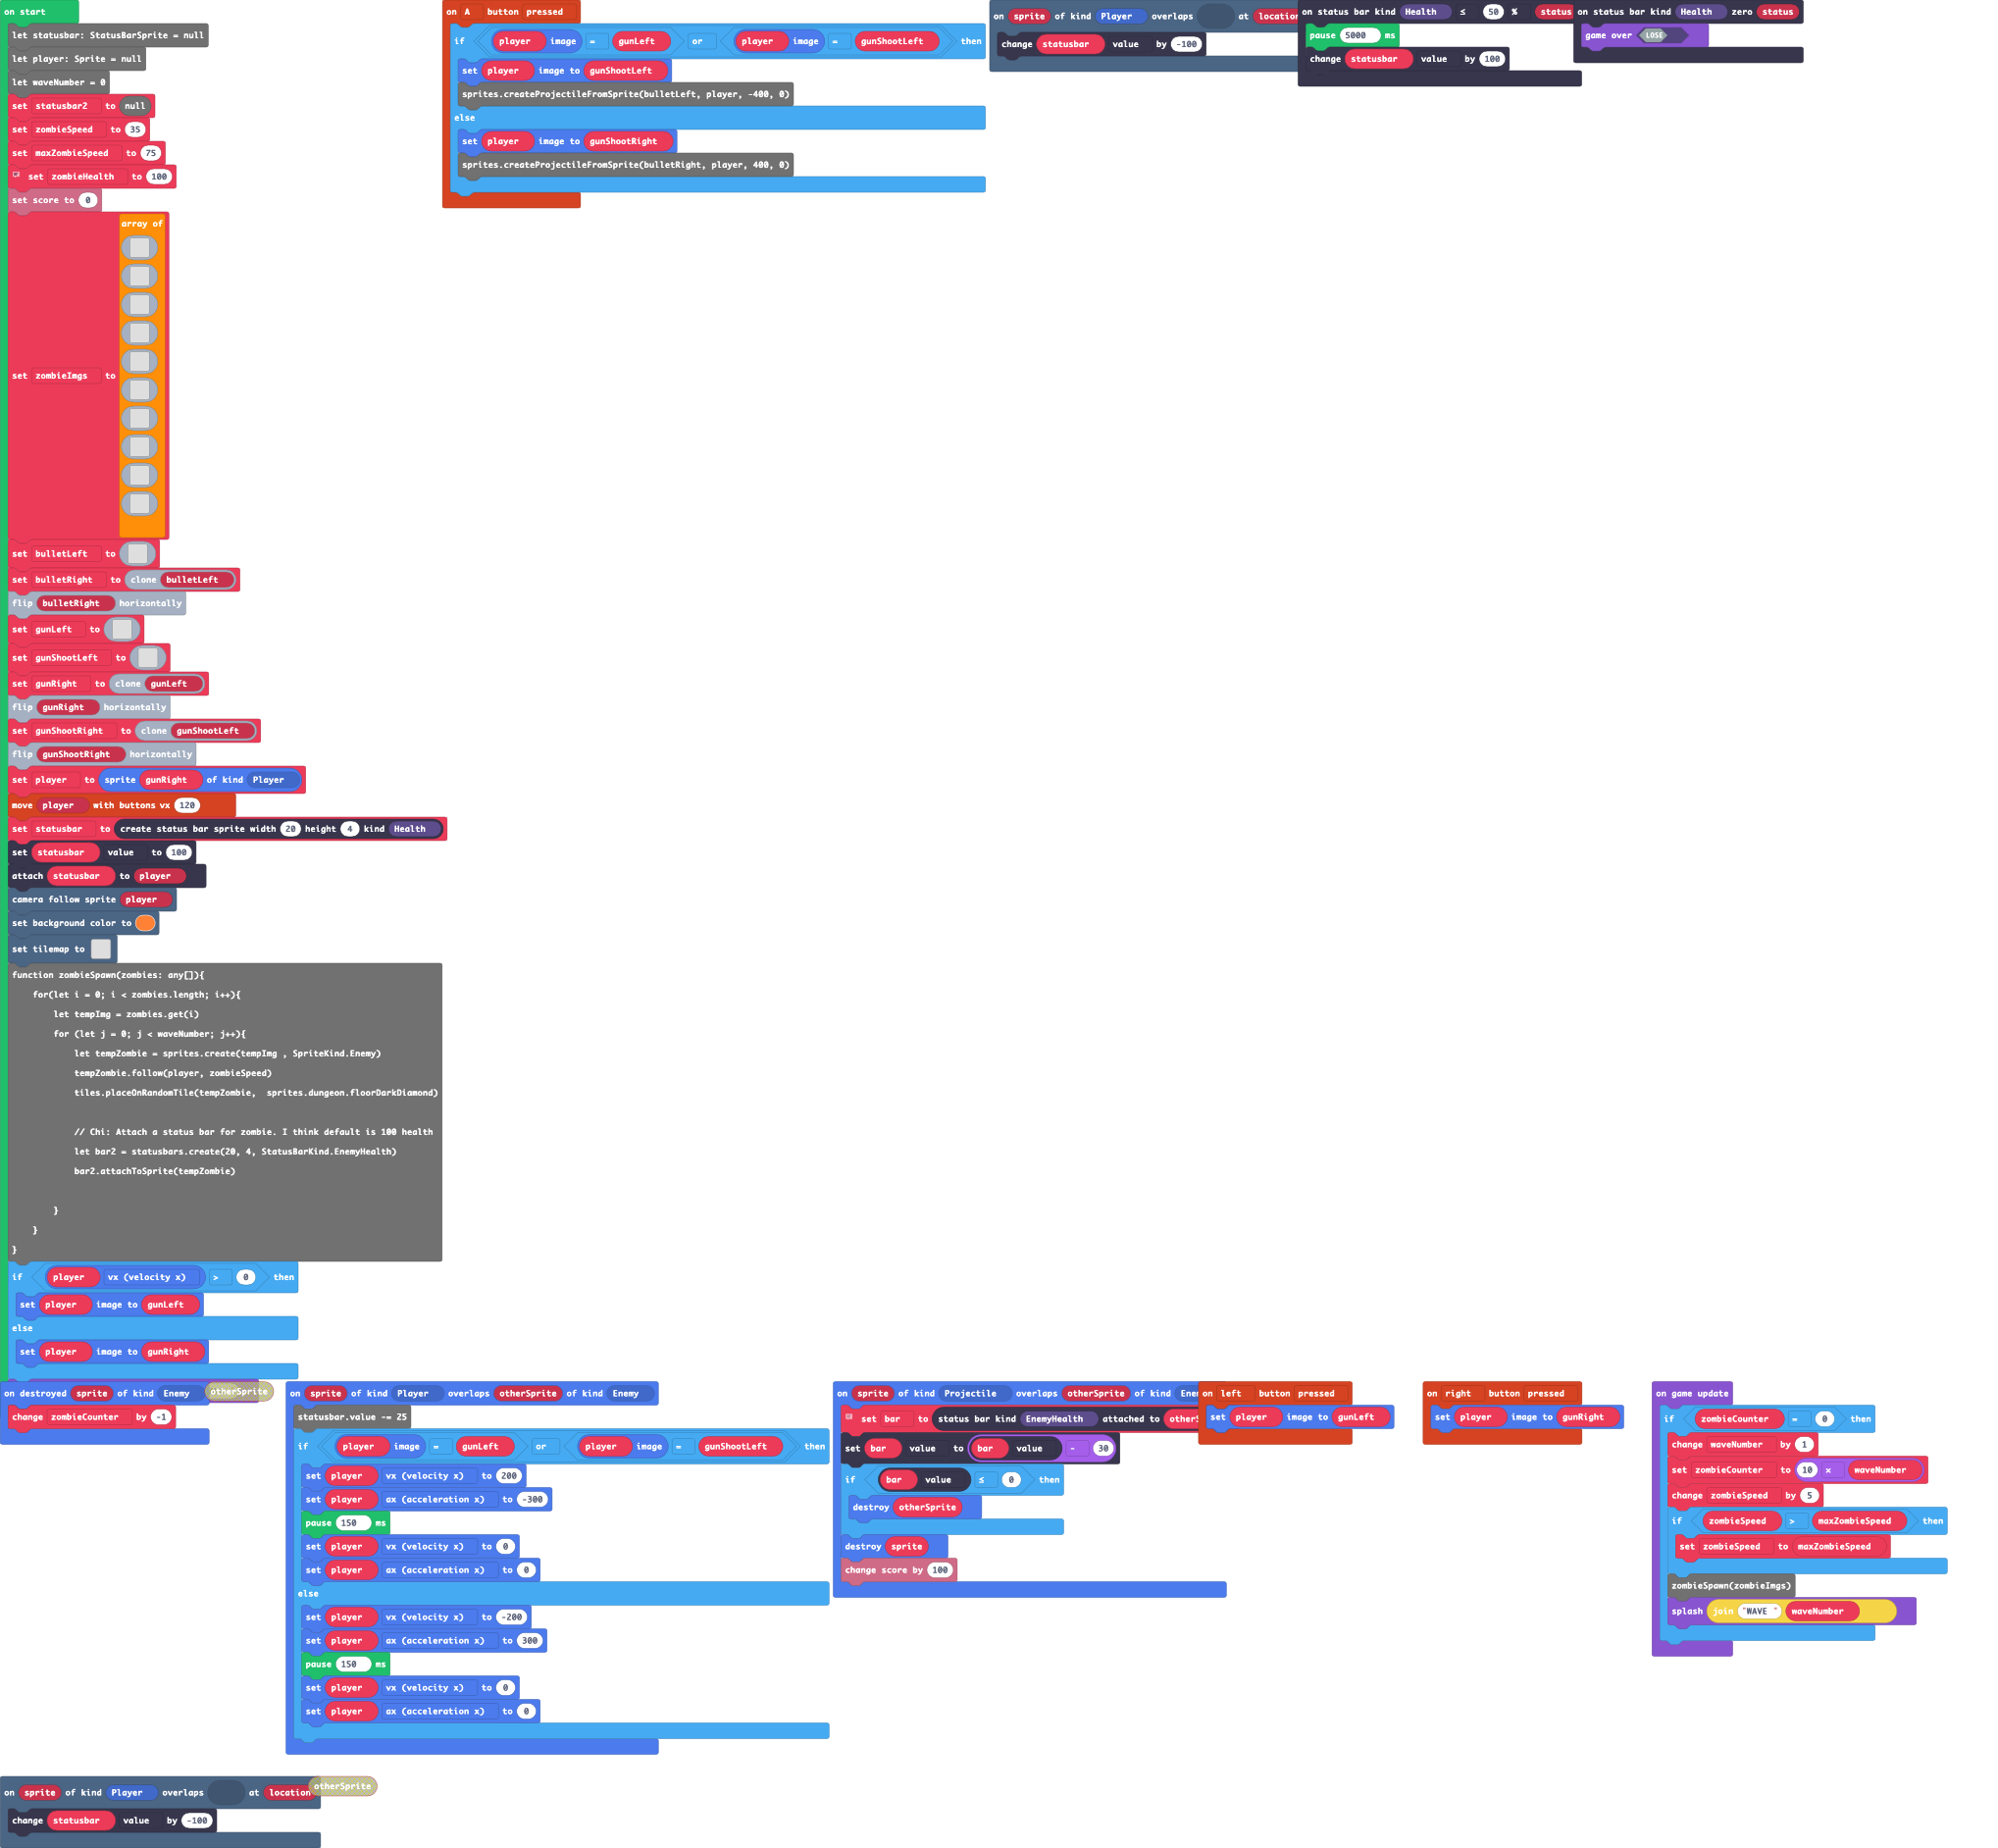 on start
let statusbar: StatusBarSprite = null
let player: Sprite = null
let waveNumber = 0
set statusbar2 to null
set zombieSpeed to 35
set maxZombieSpeed to 75
set zombieHealth to 100
set score to 0
array of
set zombieImgs to
set bulletLeft to
set bulletRight to clone bulletLeft
flip bulletRight horizontally
set gunLeft to
set gunShootLeft to
set gunRight to clone gunLeft
flip gunRight horizontally
set gunShootRight to clone gunShootLeft
flip gunShootRight horizontally
set player to sprite gunRight of kind Player
move player with buttons vx 120
set statusbar to create status bar sprite width 20 height 4 kind Health
set statusbar value to 100
attach statusbar to player
camera follow sprite player
set background color to
set tilemap to
function zombieSpawn(zombies: any[]){
for(let i = 0; i < zombies.length; i++){
let tempImg = zombies.get(i)
for (let j = 0; j < waveNumber; j++){
let tempZombie = sprites.create(tempImg , SpriteKind.Enemy)
tempZombie.follow(player, zombieSpeed)
tiles.placeOnRandomTile(tempZombie,  sprites.dungeon.floorDarkDiamond)
// Chi: Attach a status bar for zombie. I think default is 100 health
let bar2 = statusbars.create(20, 4, StatusBarKind.EnemyHealth)
bar2.attachToSprite(tempZombie)
}
}
}
if player vx (velocity x) > 0 then
set player image to gunLeft
else
set player image to gunRight
on A button pressed
if player image = gunLeft or player image = gunShootLeft then
set player image to gunShootLeft
sprites.createProjectileFromSprite(bulletLeft, player, -400, 0)
else
set player image to gunShootRight
sprites.createProjectileFromSprite(bulletRight, player, 400, 0)
on sprite of kind Player overlaps at location
change statusbar value by -100
on status bar kind Health ≤ 50 % status
pause 5000 ms
change statusbar value by 100
on status bar kind Health zero status
game over LOSE
on destroyed sprite of kind Enemy otherSprite
change zombieCounter by -1
on sprite of kind Player overlaps otherSprite of kind Enemy
statusbar.value -= 25
if player image = gunLeft or player image = gunShootLeft then
set player vx (velocity x) to 200
set player ax (acceleration x) to -300
pause 150 ms
set player vx (velocity x) to 0
set player ax (acceleration x) to 0
else
set player vx (velocity x) to -200
set player ax (acceleration x) to 300
pause 150 ms
set player vx (velocity x) to 0
set player ax (acceleration x) to 0
on sprite of kind Projectile overlaps otherSprite of kind
set bar to status bar kind EnemyHealth attached to
set bar value to bar value - 30
if bar value ≤ 0 then
destroy otherSprite
destroy sprite
change score by 100
on left button pressed
set player image to gunLeft
on right button pressed
set player image to gunRight
on game update
if zombieCounter = 0 then
change waveNumber by 1
set zombieCounter to 10 × waveNumber
change zombieSpeed by 5
if zombieSpeed > maxZombieSpeed then
set zombieSpeed to maxZombieSpeed
zombieSpawn(zombieImgs)
splash join "WAVE " waveNumber
on sprite of kind Player overlaps at location otherSprite
change statusbar value by -100